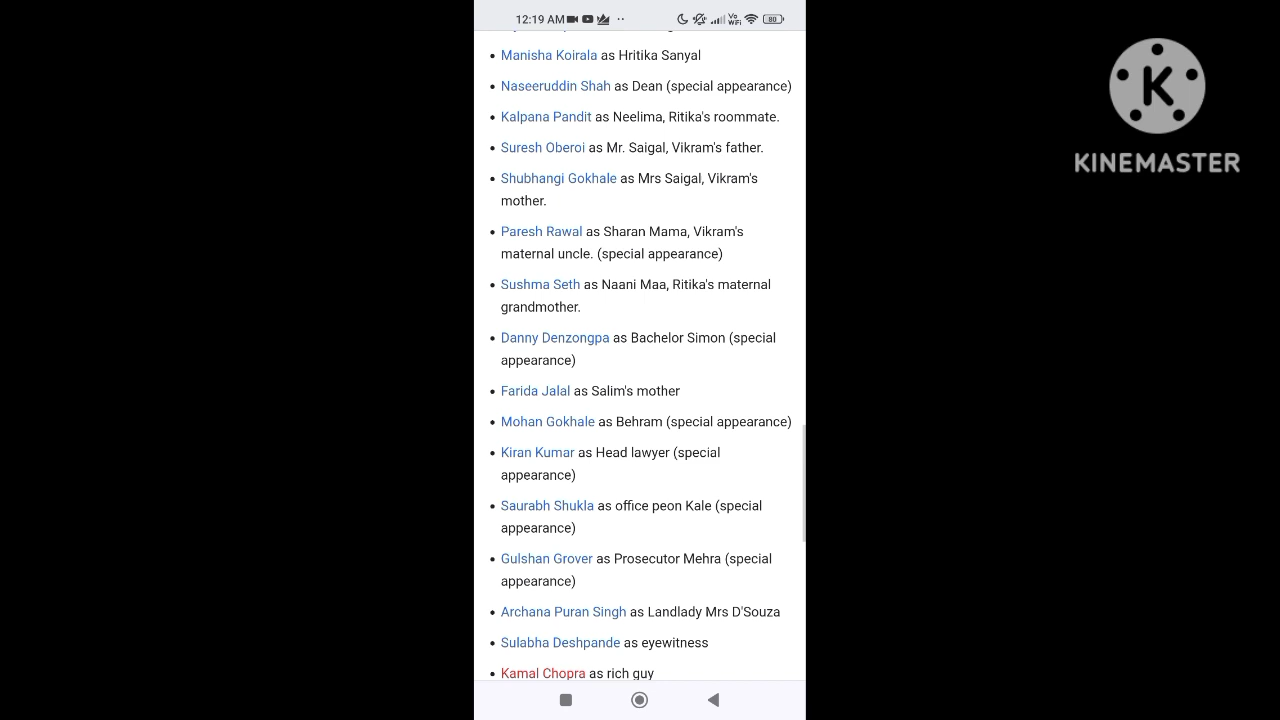 12:19 AM
Vo
WiFi
80
Manisha Koirala as Hritika Sanyal
Naseeruddin Shah as Dean (special appearance)
Kalpana Pandit as Neelima, Ritika's roommate.
Suresh Oberoi as Mr. Saigal, Vikram's father.
Shubhangi Gokhale as Mrs Saigal, Vikram's
mother.
Paresh Rawal as Sharan Mama, Vikram's
maternal uncle. (special appearance)
Sushma Seth as Naani Maa, Ritika's maternal
grandmother.
Danny Denzongpa as Bachelor Simon (special
appearance)
Farida Jalal as Salim's mother
Mohan Gokhale as Behram (special appearance)
Kiran Kumar as Head lawyer (special
appearance)
Saurabh Shukla as office peon Kale (special
appearance)
Gulshan Grover as Prosecutor Mehra (special
appearance)
Archana Puran Singh as Landlady Mrs D'Souza
Sulabha Deshpande as eyewitness
Kamal Chopra as rich guy
K
KINEMASTER